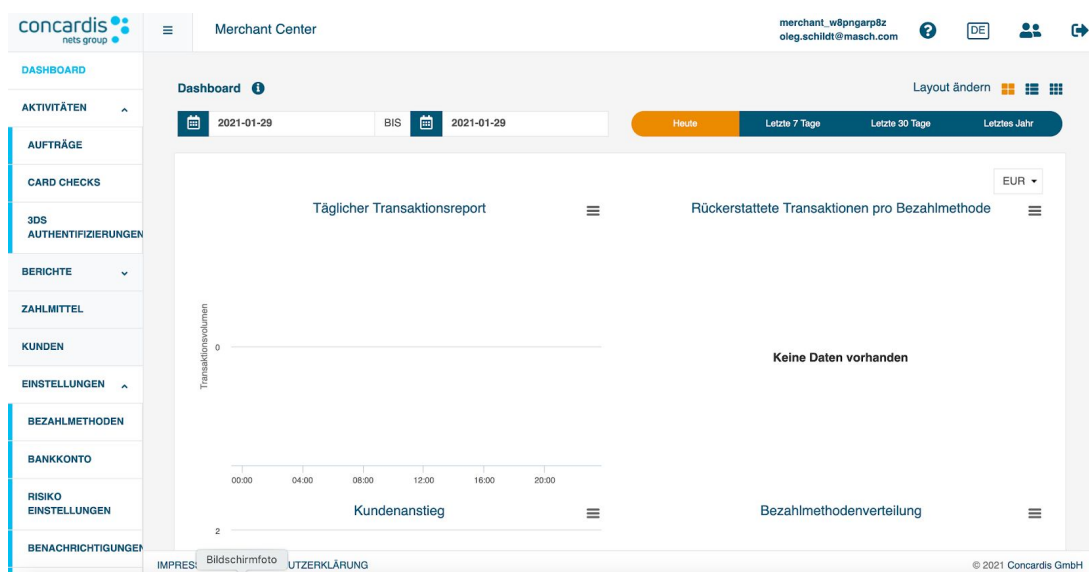 concardis
nets group
Merchant Center
merchant_w8pngarp8z
oleg.schildt@masch.com
DE
DASHBOARD
AKTIVITÄTEN
AUFTRÄGE
CARD CHECKS
3DS
AUTHENTIFIZIERUNGEN
BERICHTE
ZAHLMITTEL
KUNDEN
EINSTELLUNGEN
BEZAHLMETHODEN
BANKKONTO
RISIKO
EINSTELLUNGEN
BENACHRICHTIGUNGEN
Dashboard
Layout ändern
2021-01-29 BIS 2021-01-29
Heute Letzte 7 Tage Letzte 30 Tage Letztes Jahr
EUR
Täglicher Transaktionsreport
Transaktionsvolumen
0
00:00 04:00 08:00 12:00 16:00 20:00
Rückerstattete Transaktionen pro Bezahlmethode
Keine Daten vorhanden
Kundenanstieg
2
Bezahlmethodenverteilung
IMPRES
Bildschirmfoto
UTZERKLÄRUNG
© 2021 Concardis GmbH